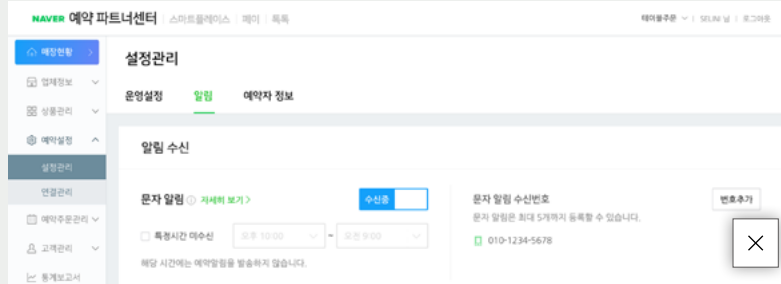 NAVER 예약 파트너센터 스마트플레이스 페이 톡톡 테이블주문 로그아웃
매장현황
설정관리
업체정보
운영설정 알림 예약자 정보
상품관리
예약설정
알림 수신
설정관리
연결관리
문자 알림 자세히 보기 > 수신중
문자 알림 수신번호 번호추가
문자 알림은 최대 5개까지 등록할 수 있습니다.
예약주문관리
특정시간 미수신 오후 10:00 ~ 오전 9:00
010-1234-5678
고객관리
해당 시간에는 예약알림을 발송하지 않습니다.
통계보고서